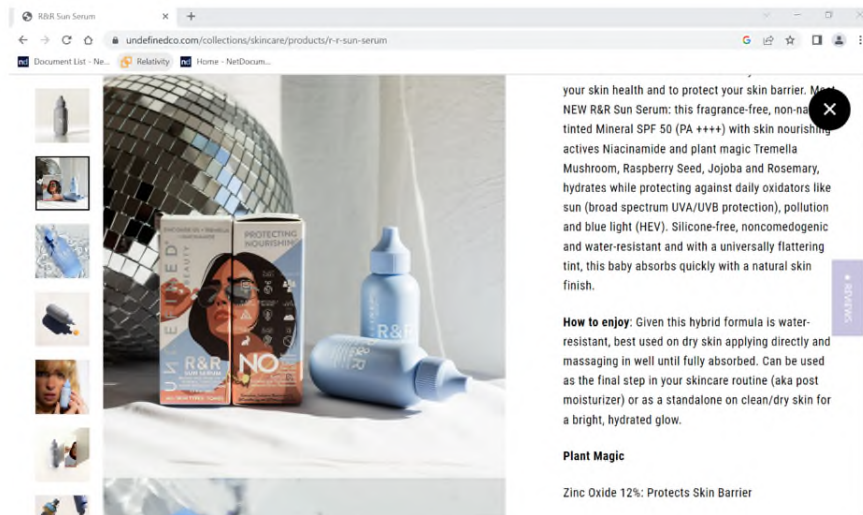 R&R Sun Serum
undefinedco.com/collections/skincare/products/r-r-sun-serum
nd Document List - Ne...
Relativity
nd Home - NetDocum...
your skin health and to protect your skin barrier.
NEW R&R Sun Serum: this fragrance-free,
tinted Mineral SPF 50 (PA ++++) with skin nourishing
actives Niacinamide and plant magic Tremella
Mushroom, Raspberry Seed, Jojoba and Rosemary,
hydrates while protecting against daily oxidators like
sun (broad spectrum UVA/UVB protection), pollution
and blue light (HEV). Silicone-free, noncomedogenic
and water-resistant and with a universally flattering
tint, this baby absorbs quickly with a natural skin
finish.
How to enjoy: Given this hybrid formula is water-
resistant, best used on dry skin applying directly and
massaging in well until fully absorbed. Can be used
as the final step in your skincare routine (aka post
moisturizer) or as a standalone on clean/dry skin for
a bright, hydrated glow.
Plant Magic
Zinc Oxide 12%: Protects Skin Barrier
★ REVIEWS
UNDEFINED
BEAUTY
R&R
SUN SERUM
PROTECTING
NOURISHING
NO
R&R
R&R